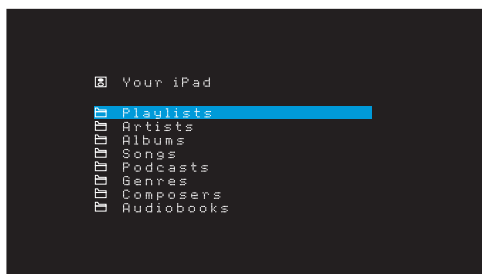 Your iPad
Playlists
Artists
Albums
Songs
Podcasts
Genres
Composers
Audiobooks